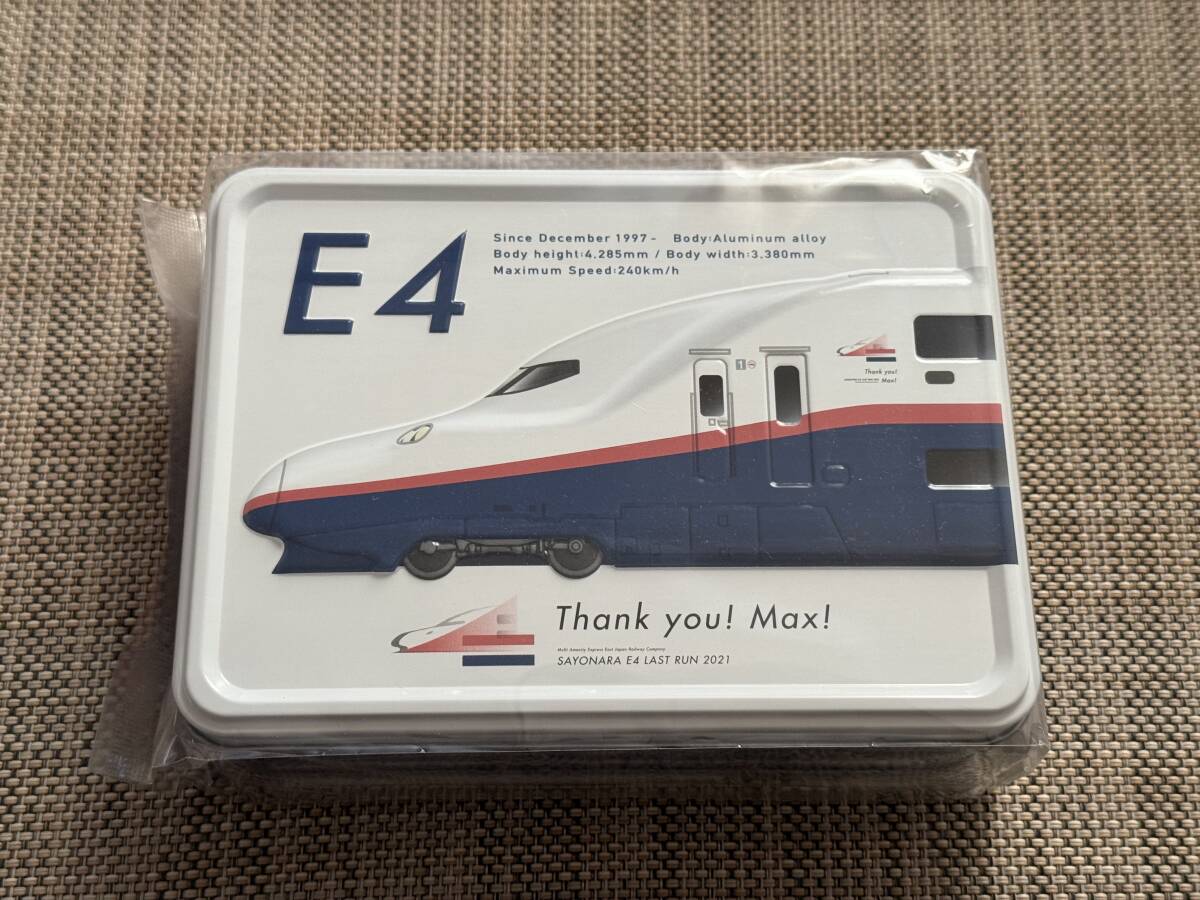 E4
Since December 1997 - Body:Aluminum alloy
Body height:4.285mm / Body width:3.380mm
Maximum Speed:240km/h
1
Thank you!
Max!
Thank you! Max!
Multi Amenity Express East Japan Railway Company
SAYONARA E4 LAST RUN 2021